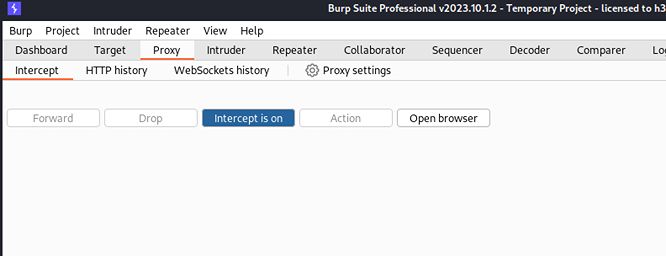 Burp Suite Professional v2023.10.1.2 - Temporary Project - licensed to h3
Burp Project Intruder Repeater View Help
Dashboard Target Proxy Intruder Repeater Collaborator Sequencer Decoder Comparer Lo
Intercept HTTP history WebSockets history Proxy settings
Forward Drop Intercept is on Action Open browser